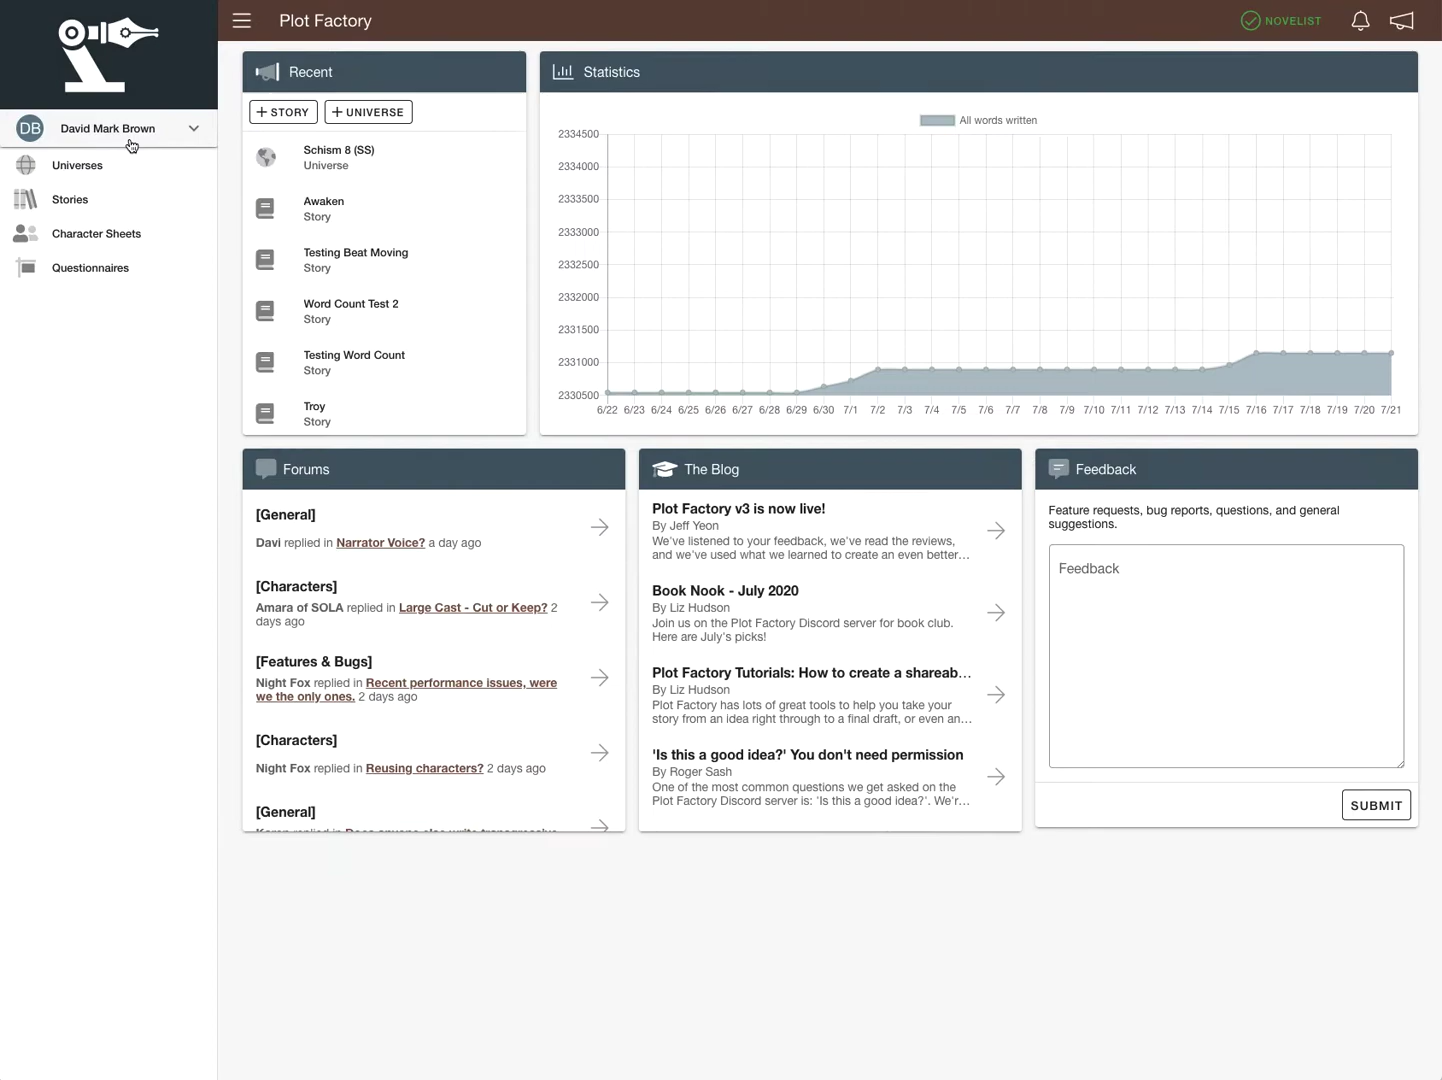 Plot Factory
NOVELIST
DB
David Mark Brown
Universes
Stories
Character Sheets
Questionnaires
Recent
STORY
UNIVERSE
Schism 8 (SS)
Universe
Awaken
Story
Testing Beat Moving
Story
Word Count Test 2
Story
Testing Word Count
Story
Troy
Story
Statistics
All words written
2334500
2334000
2333500
2333000
2332500
2332000
2331500
2331000
2330500
6/22 6/23 6/24 6/25 6/26 6/27 6/28 6/29 6/30 7/1 7/2 7/3 7/4 7/5 7/6 7/7 7/8 7/9 7/10 7/11 7/12 7/13 7/14 7/15 7/16 7/17 7/18 7/19 7/20 7/21
Forums
[General]
Davi replied in Narrator Voice? a day ago
[Characters]
Amara of SOLA replied in Large Cast - Cut or Keep? 2
days ago
[Features & Bugs]
Night Fox replied in Recent performance issues, were
we the only ones. 2 days ago
[Characters]
Night Fox replied in Reusing characters? 2 days ago
[General]
The Blog
Plot Factory v3 is now live!
By Jeff Yeon
We've listened to your feedback, we've read the reviews,
and we've used what we learned to create an even better...
Book Nook - July 2020
By Liz Hudson
Join us on the Plot Factory Discord server for book club.
Here are July's picks!
Plot Factory Tutorials: How to create a shareab...
By Liz Hudson
Plot Factory has lots of great tools to help you take your
story from an idea right through to a final draft, or even an...
'Is this a good idea?' You don't need permission
By Roger Sash
One of the most common questions we get asked on the
Plot Factory Discord server is: 'Is this a good idea?'. We'r...
Feedback
Feature requests, bug reports, questions, and general
suggestions.
Feedback
SUBMIT